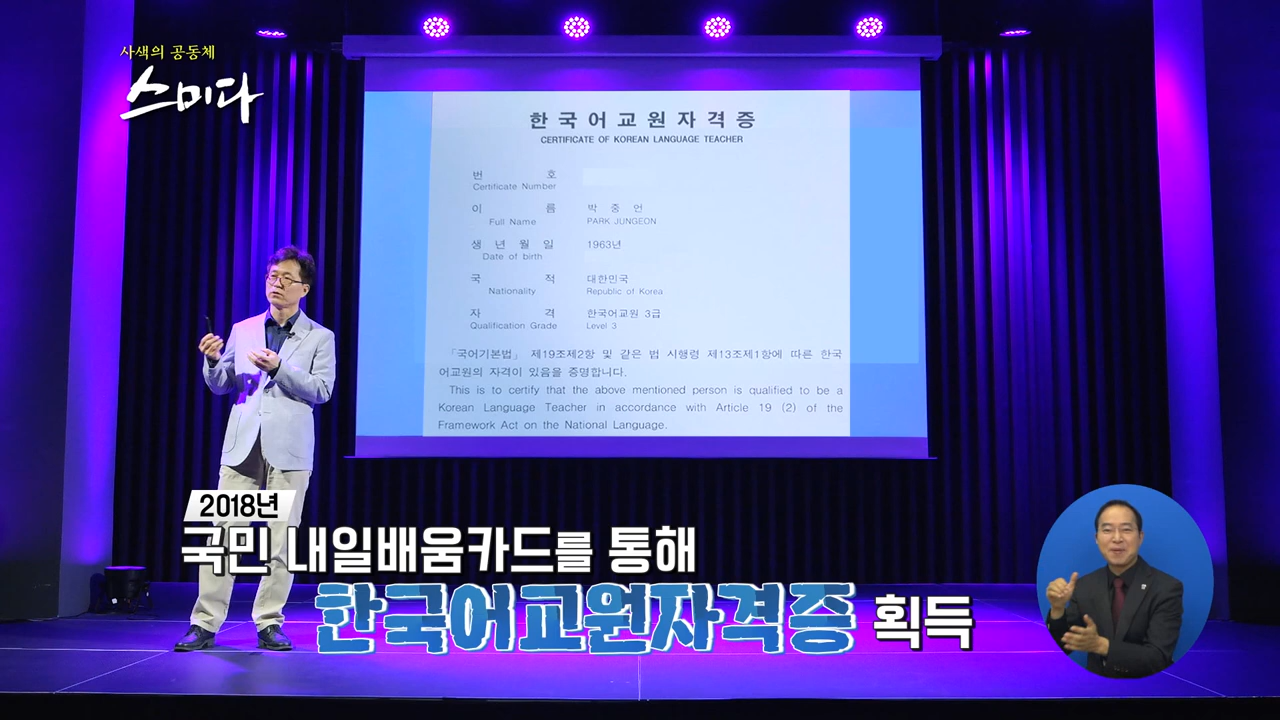 사색의 공동체
스미다
한국어교원자격증
CERTIFICATE OF KOREAN LANGUAGE TEACHER
번 호
Certificate Number
이 름 박 중 언
Full Name PARK JUNGEON
생 년 월 일 1963년
Date of birth
국 적 대한민국
Nationality Republic of Korea
자 격 한국어교원 3급
Qualification Grade Level 3
「국어기본법」 제19조제2항 및 같은 법 시행령 제13조제1항에 따른 한국
어교원의 자격이 있음을 증명합니다.
This is to certify that the above mentioned person is qualified to be a
Korean Language Teacher in accordance with Article 19 (2) of the
Framework Act on the National Language.
2018년
국민 내일배움카드를 통해
한국어교원자격증 획득